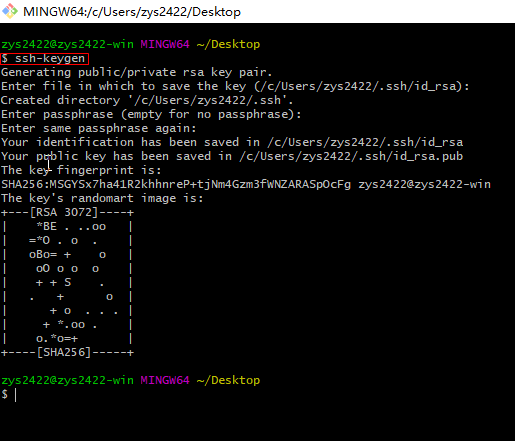 MINGW64:/c/Users/zys2422/Desktop
zys2422@zys2422-win MINGW64 ~/Desktop
$ ssh-keygen
Generating public/private rsa key pair.
Enter file in which to save the key (/c/Users/zys2422/.ssh/id_rsa):
Created directory '/c/Users/zys2422/.ssh'.
Enter passphrase (empty for no passphrase):
Enter same passphrase again:
Your identification has been saved in /c/Users/zys2422/.ssh/id_rsa
Your public key has been saved in /c/Users/zys2422/.ssh/id_rsa.pub
The key fingerprint is:
SHA256:MSGYSx7ha41R2khhnreP+tjNm4Gzm3fWNZARASpOcFg zys2422@zys2422-win
The key's randomart image is:
+---[RSA 3072]----+
|    *BE . ..oo   |
|   =*O . o  .    |
|   oBo= +    o   |
|    oO o o  o    |
|    + + S    .   |
|   .   +      o  |
|      + o  . . . |
|     + *.oo .    |
|    o.*o=+       |
+----[SHA256]-----+
zys2422@zys2422-win MINGW64 ~/Desktop
$